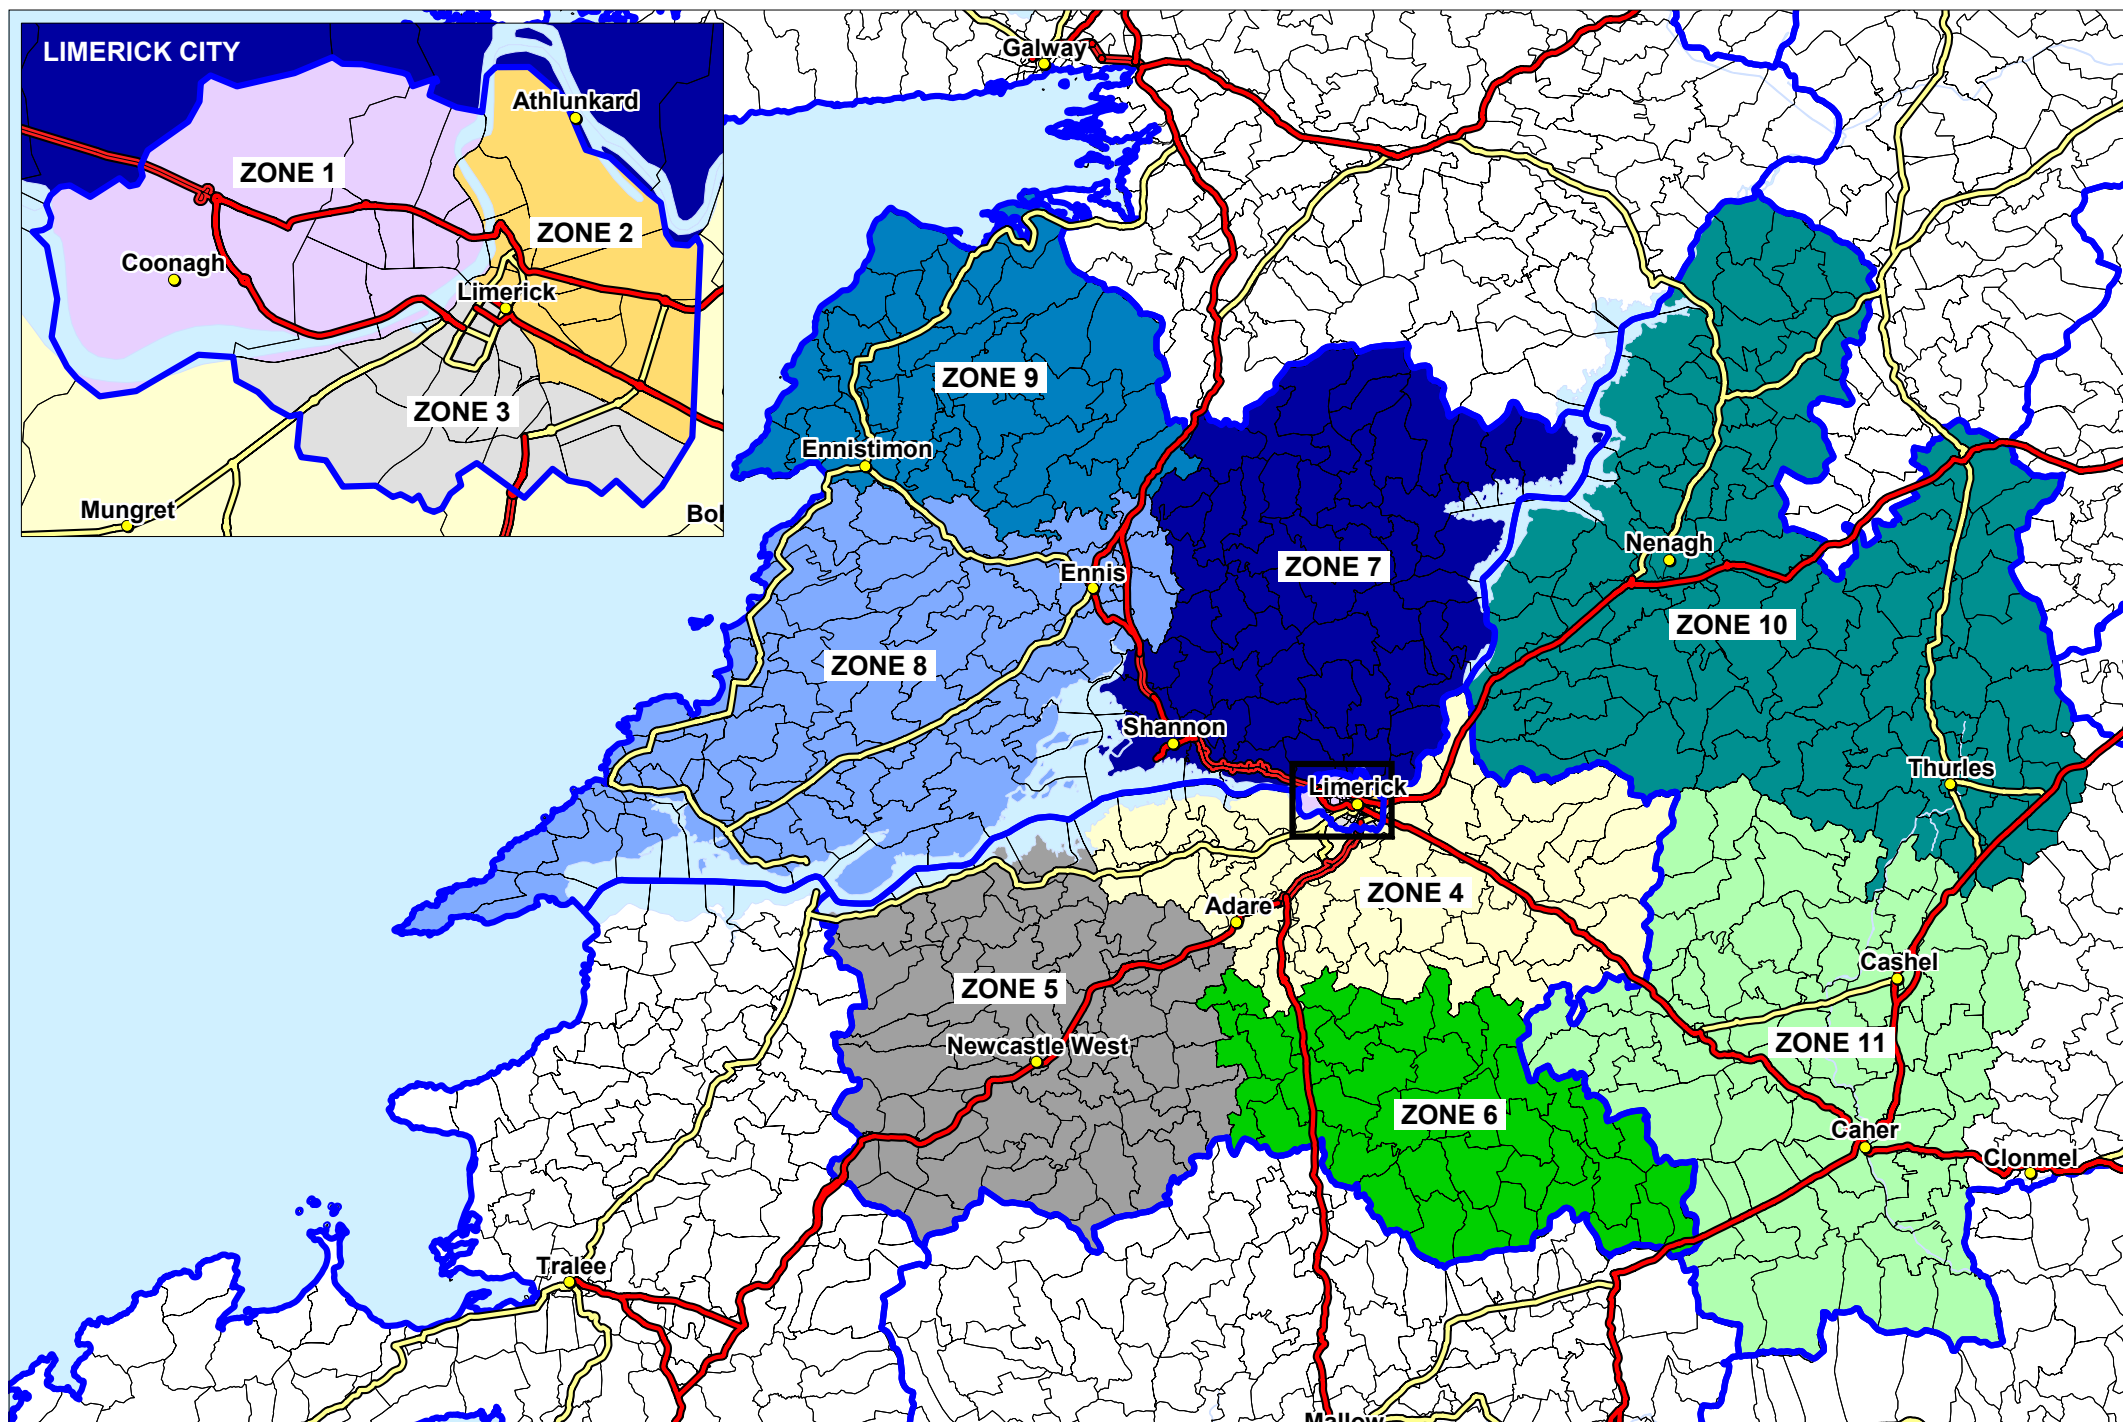 LIMERICK CITY
Galway
Athlunkard
ZONE 1
ZONE 2
Coonagh
Limerick
ZONE 9
ZONE 3
Ennistimon
Mungret
Bol
Nenagh
Ennis
ZONE 7
ZONE 10
ZONE 8
Shannon
Thurles
Limerick
ZONE 4
Adare
Cashel
ZONE 5
Newcastle West
ZONE 11
ZONE 6
Caher
Clonmel
Tralee
Mallow